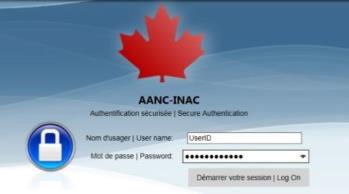 AANC-INAC
Authentification sécurisée | Secure Authentication
Nom d'usager | User name: UserID
Mot de passe | Password: ●●●●●●●●●●●●
Démarrer votre session | Log On